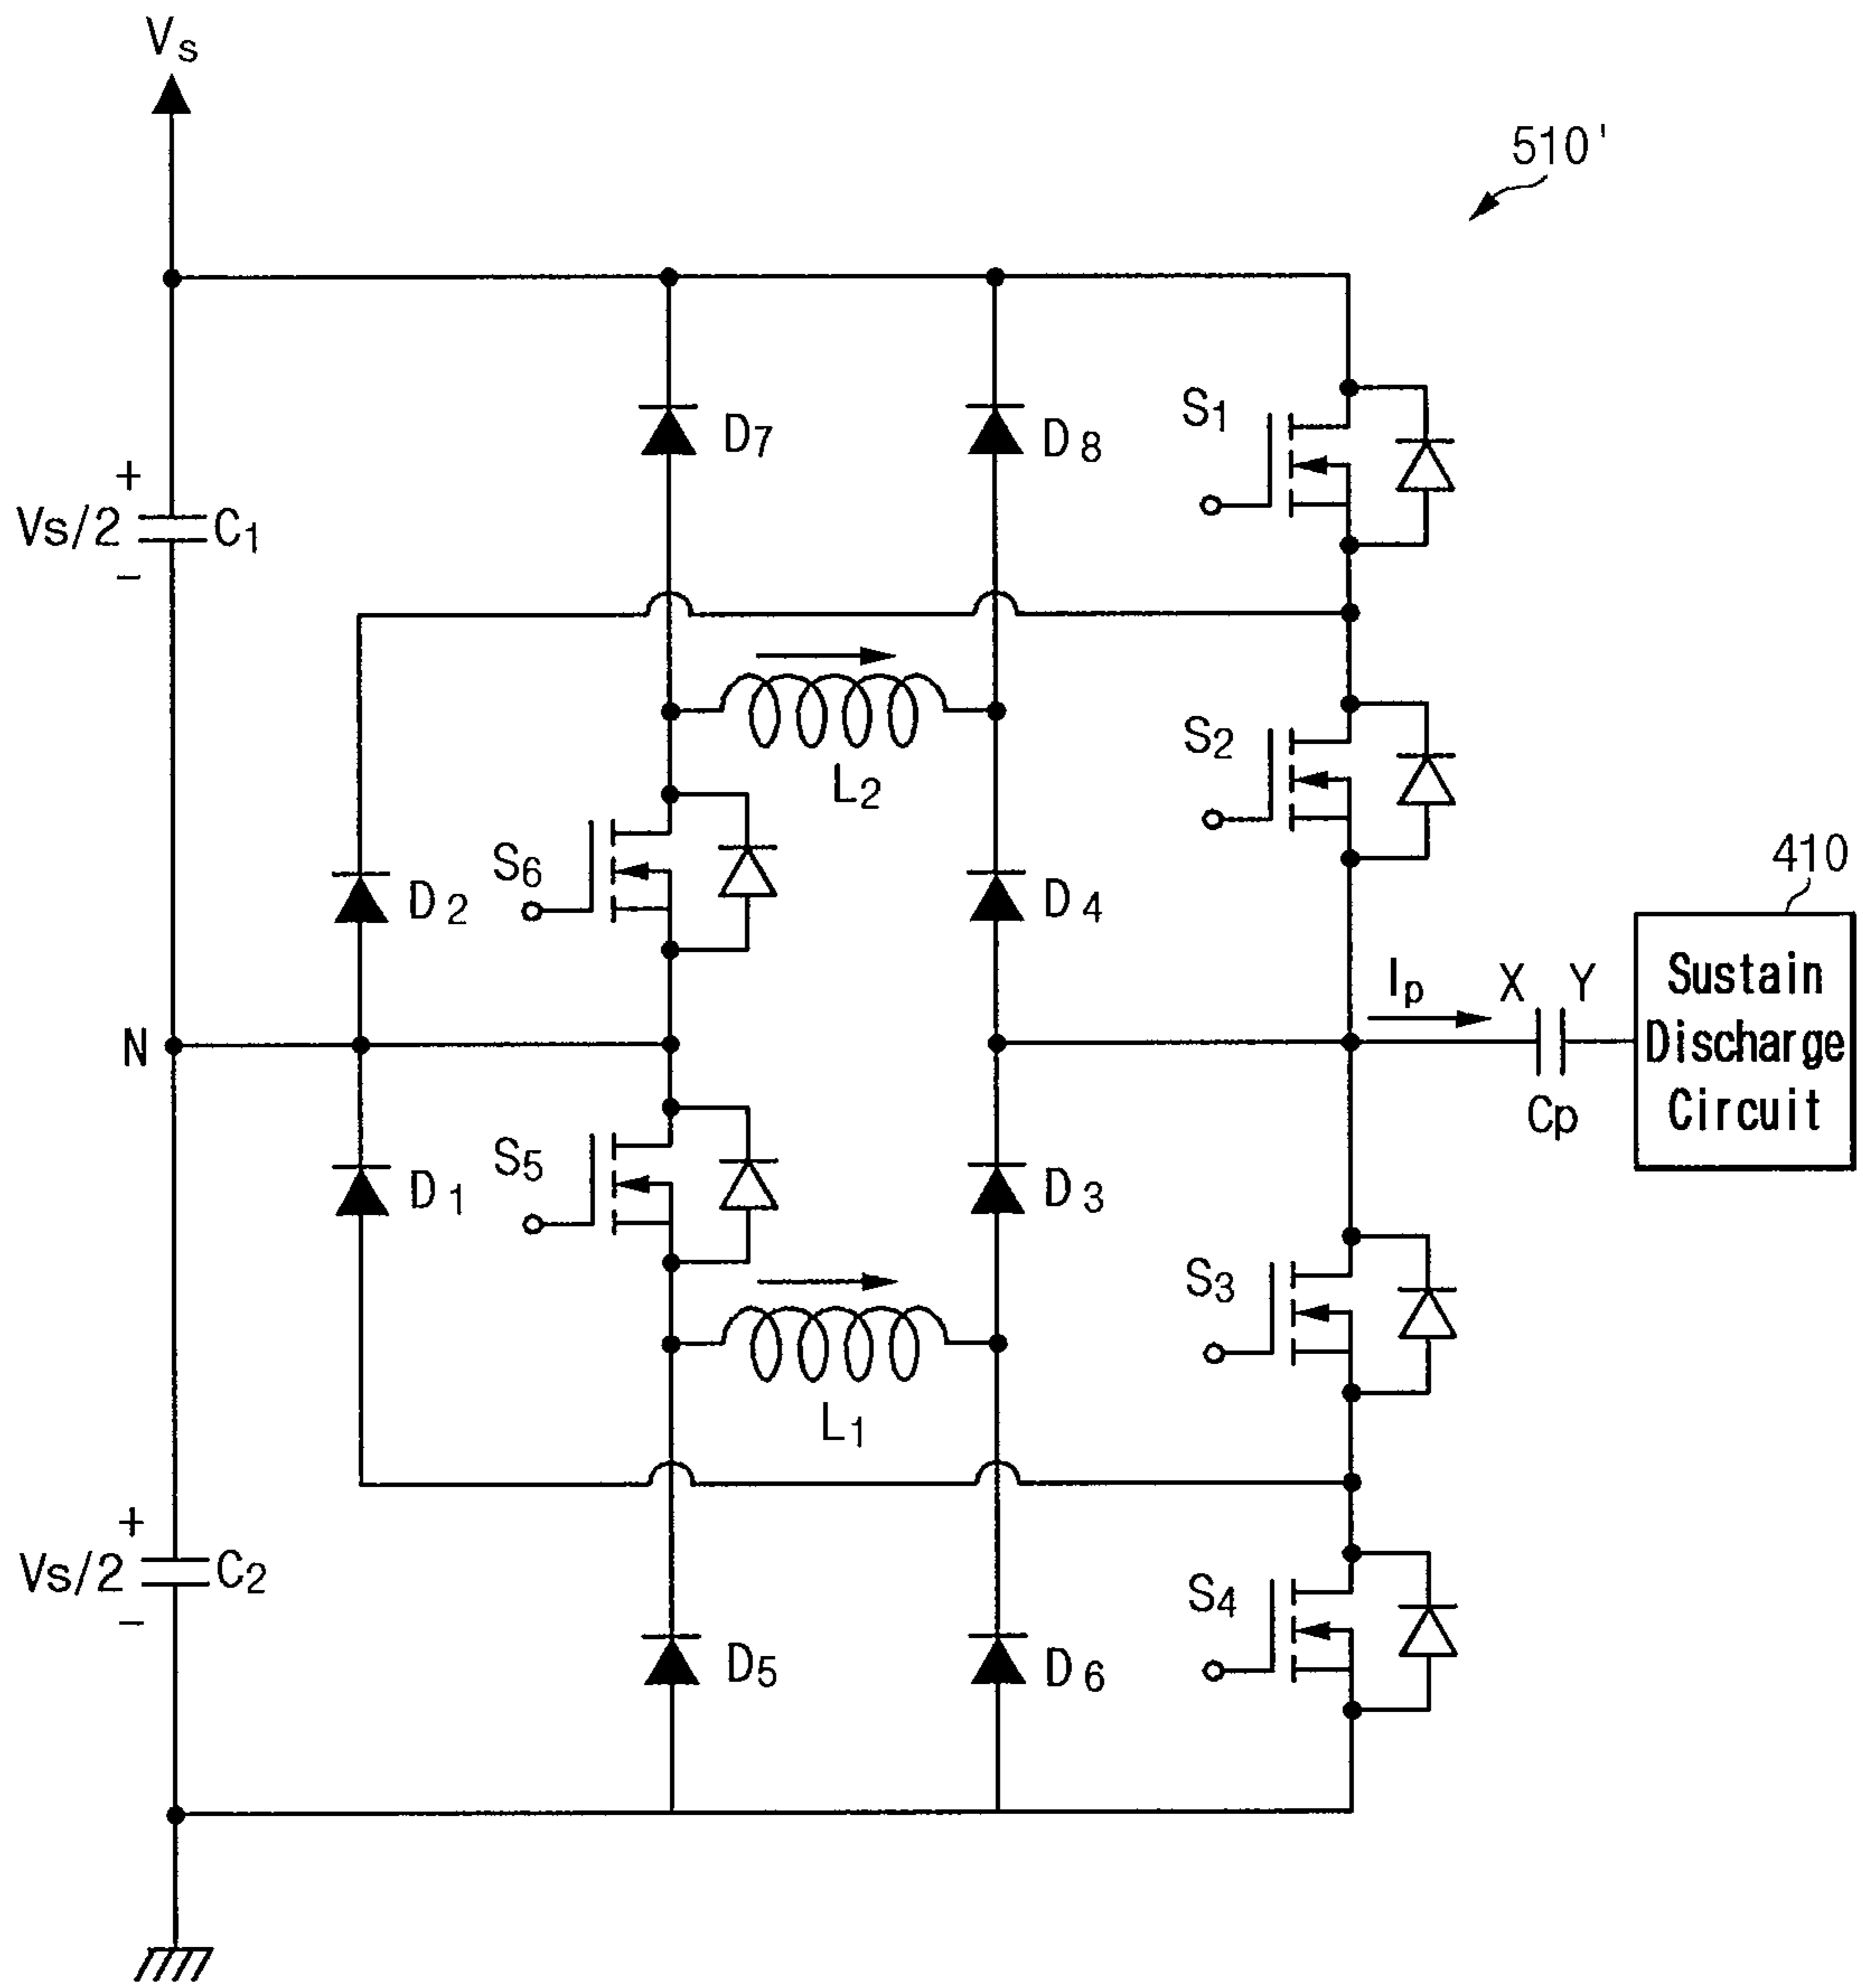 Vs
510'
D7
D8
S1
+
Vs/2
C1
−
S2
L2
410
S6
D2
D4
Sustain
Discharge
Circuit
Ip
X
Y
N
Cp
S5
D1
D3
S3
L1
+
Vs/2
C2
−
S4
D5
D6